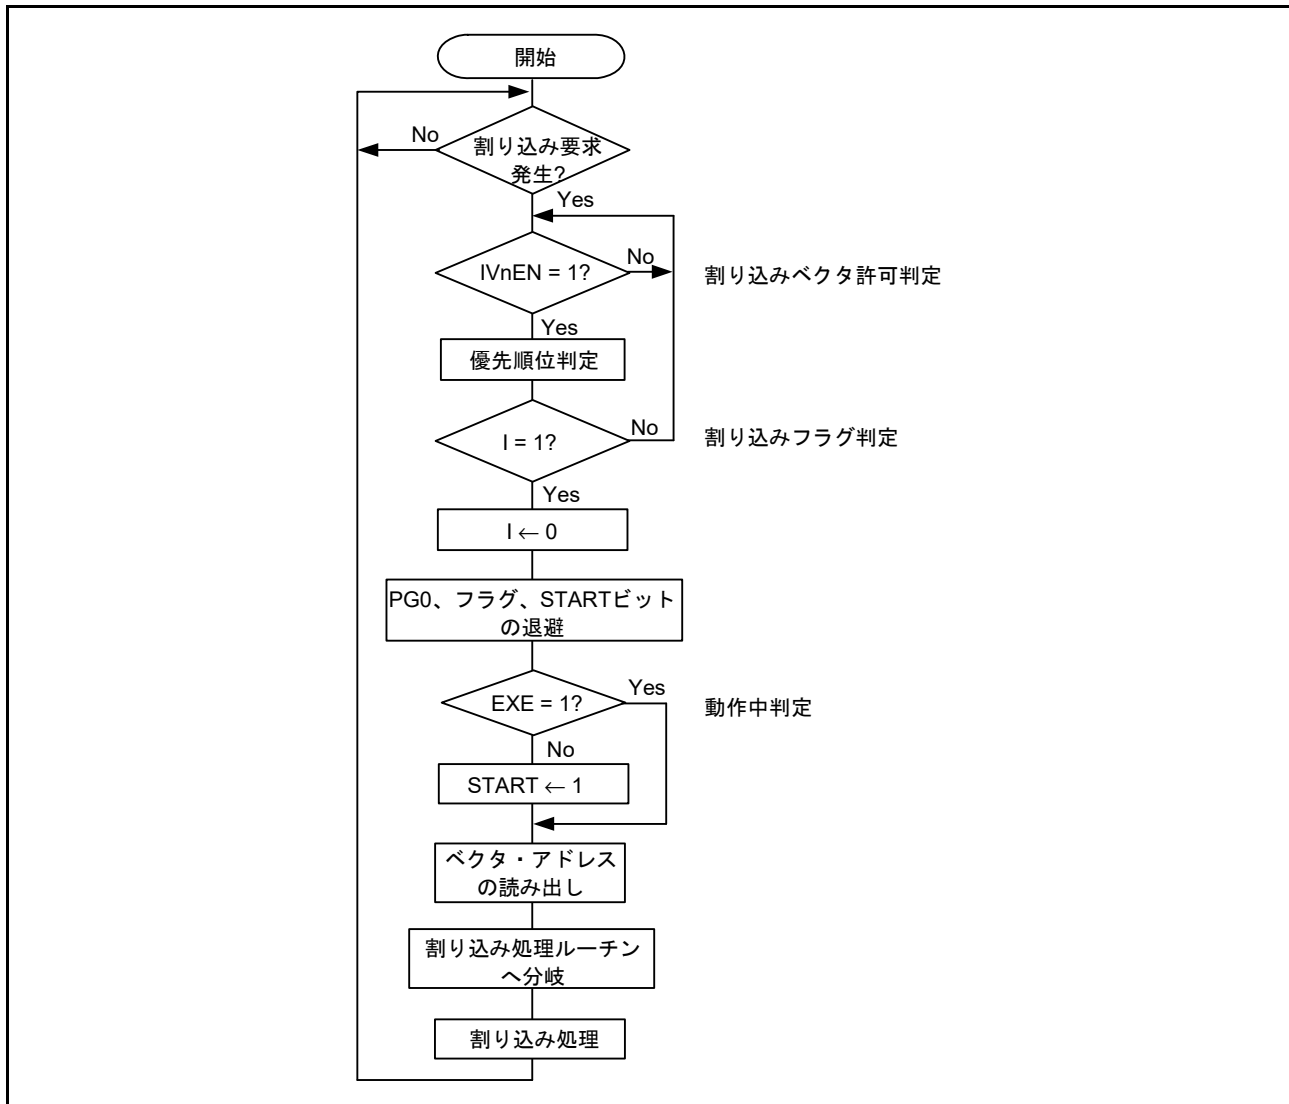 開始
No
割り込み要求
発生?
Yes
IVnEN = 1?
No
割り込みベクタ許可判定
Yes
優先順位判定
I = 1?
No
割り込みフラグ判定
Yes
I ← 0
PG0、フラグ、STARTビット
の退避
EXE = 1?
Yes
動作中判定
No
START ← 1
ベクタ・アドレス
の読み出し
割り込み処理ルーチン
へ分岐
割り込み処理